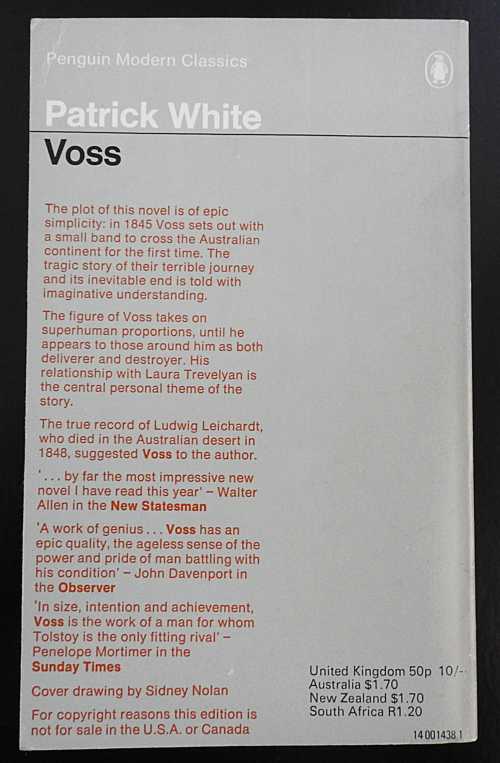 Penguin Modern Classics
Patrick White
Voss
The plot of this novel is of epic
simplicity: in 1845 Voss sets out with
a small band to cross the Australian
continent for the first time. The
tragic story of their terrible journey
and its inevitable end is told with
imaginative understanding.
The figure of Voss takes on
superhuman proportions, until he
appears to those around him as both
deliverer and destroyer. His
relationship with Laura Trevelyan is
the central personal theme of the
story.
The true record of Ludwig Leichardt,
who died in the Australian desert in
1848, suggested Voss to the author.
'... by far the most impressive new
novel I have read this year' – Walter
Allen in the New Statesman
'A work of genius ... Voss has an
epic quality, the ageless sense of the
power and pride of man battling with
his condition' – John Davenport in
the Observer
'In size, intention and achievement,
Voss is the work of a man for whom
Tolstoy is the only fitting rival' –
Penelope Mortimer in the
Sunday Times
Cover drawing by Sidney Nolan
For copyright reasons this edition is
not for sale in the U.S.A. or Canada
United Kingdom 50p 10/-
Australia $1.70
New Zealand $1.70
South Africa R1.20
14 001438 1